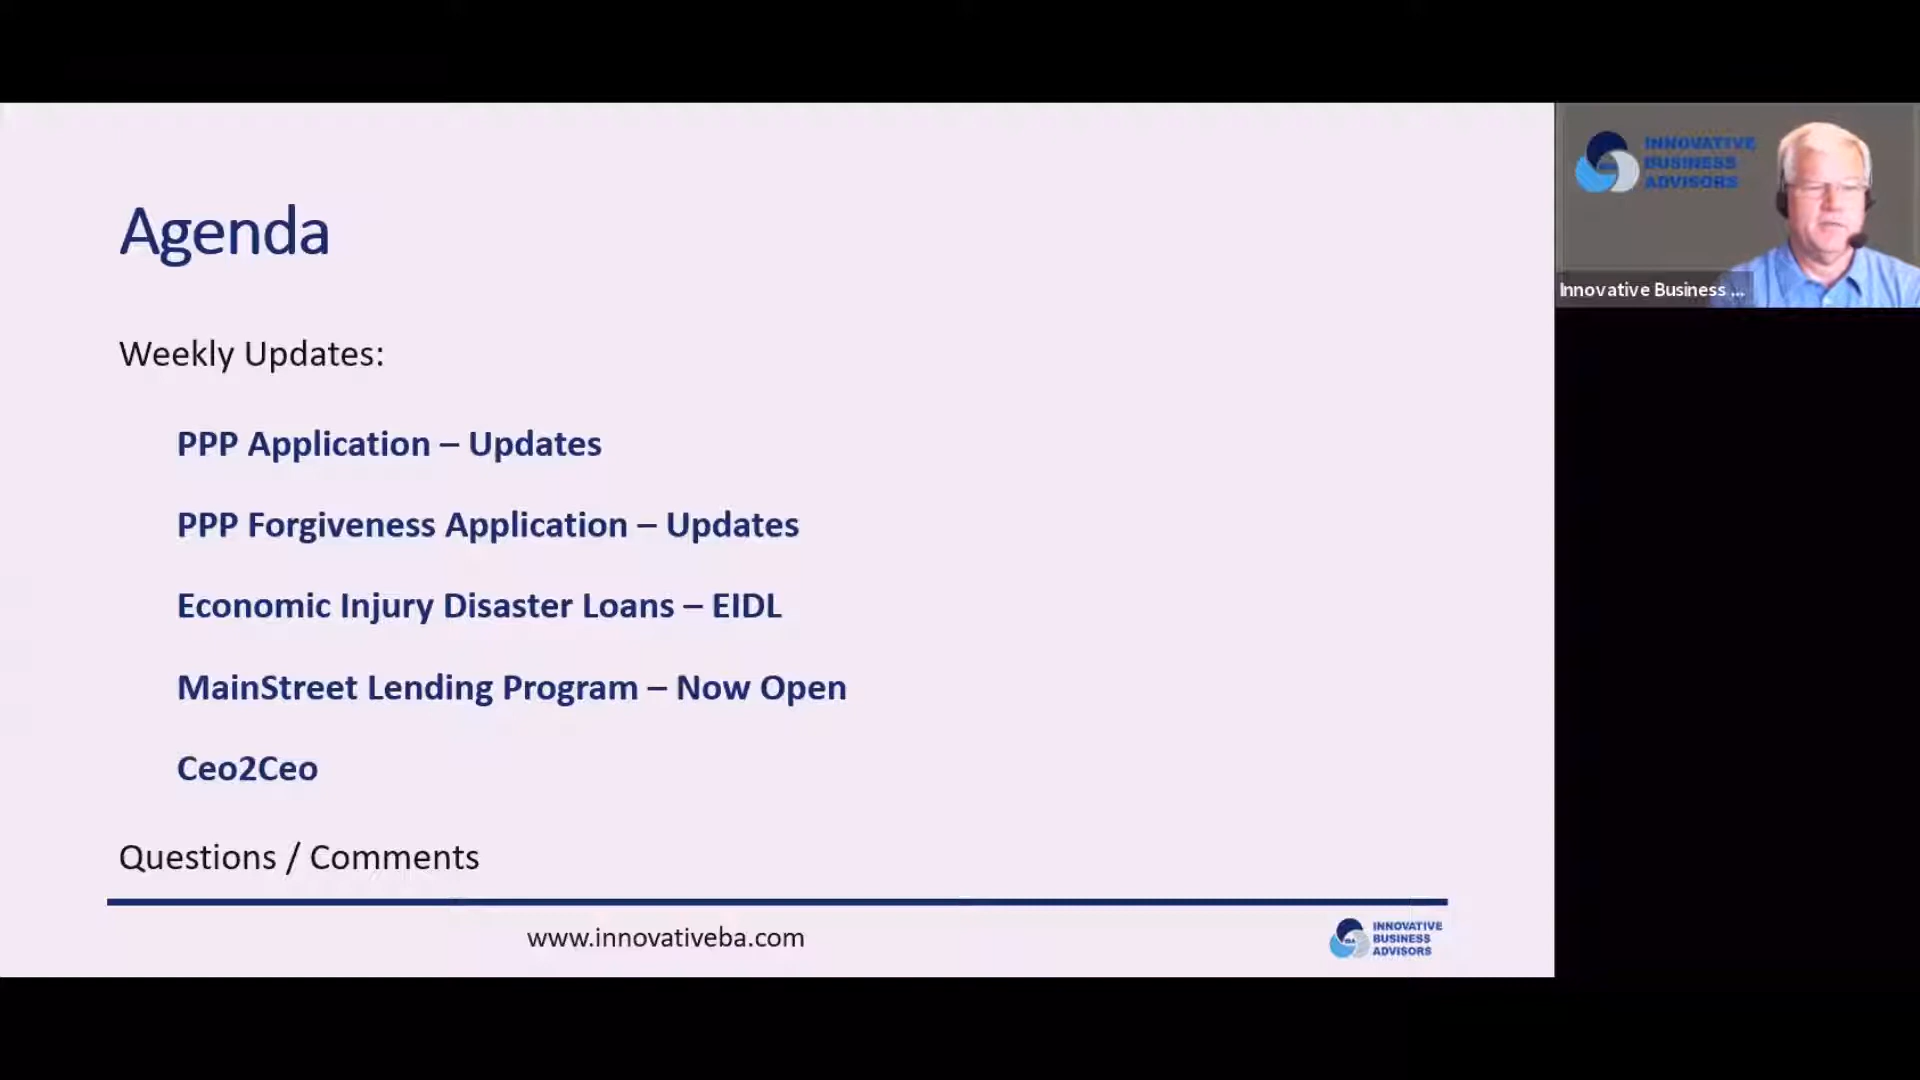 Agenda
Weekly Updates:
PPP Application – Updates
PPP Forgiveness Application – Updates
Economic Injury Disaster Loans – EIDL
MainStreet Lending Program – Now Open
Ceo2Ceo
Questions / Comments
www.innovativeba.com
INNOVATIVE
BUSINESS
ADVISORS
INNOVATIVE
BUSINESS
ADVISORS
Innovative Business ...